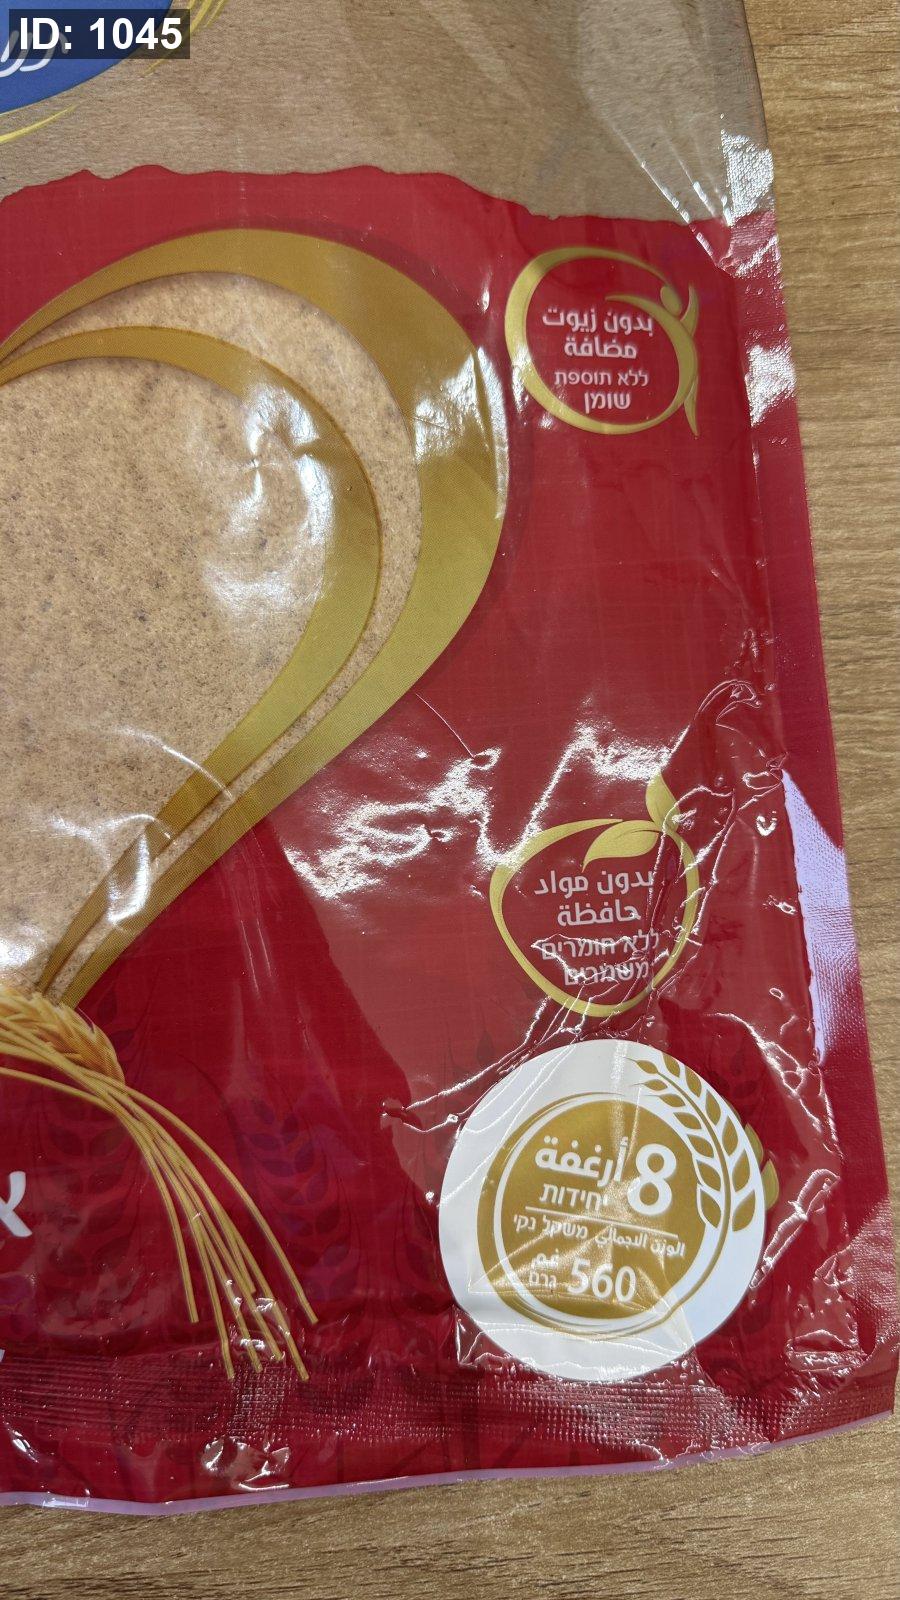 ID: 1045
بدون زيوت
مضافة
ללא תוספת
שומן
بدون مواد
حافظة
ללא חומרים
משמרים
8 أرغفة
יחידות
الوزن الاجمالي משקל נקי
560 غم
גרם